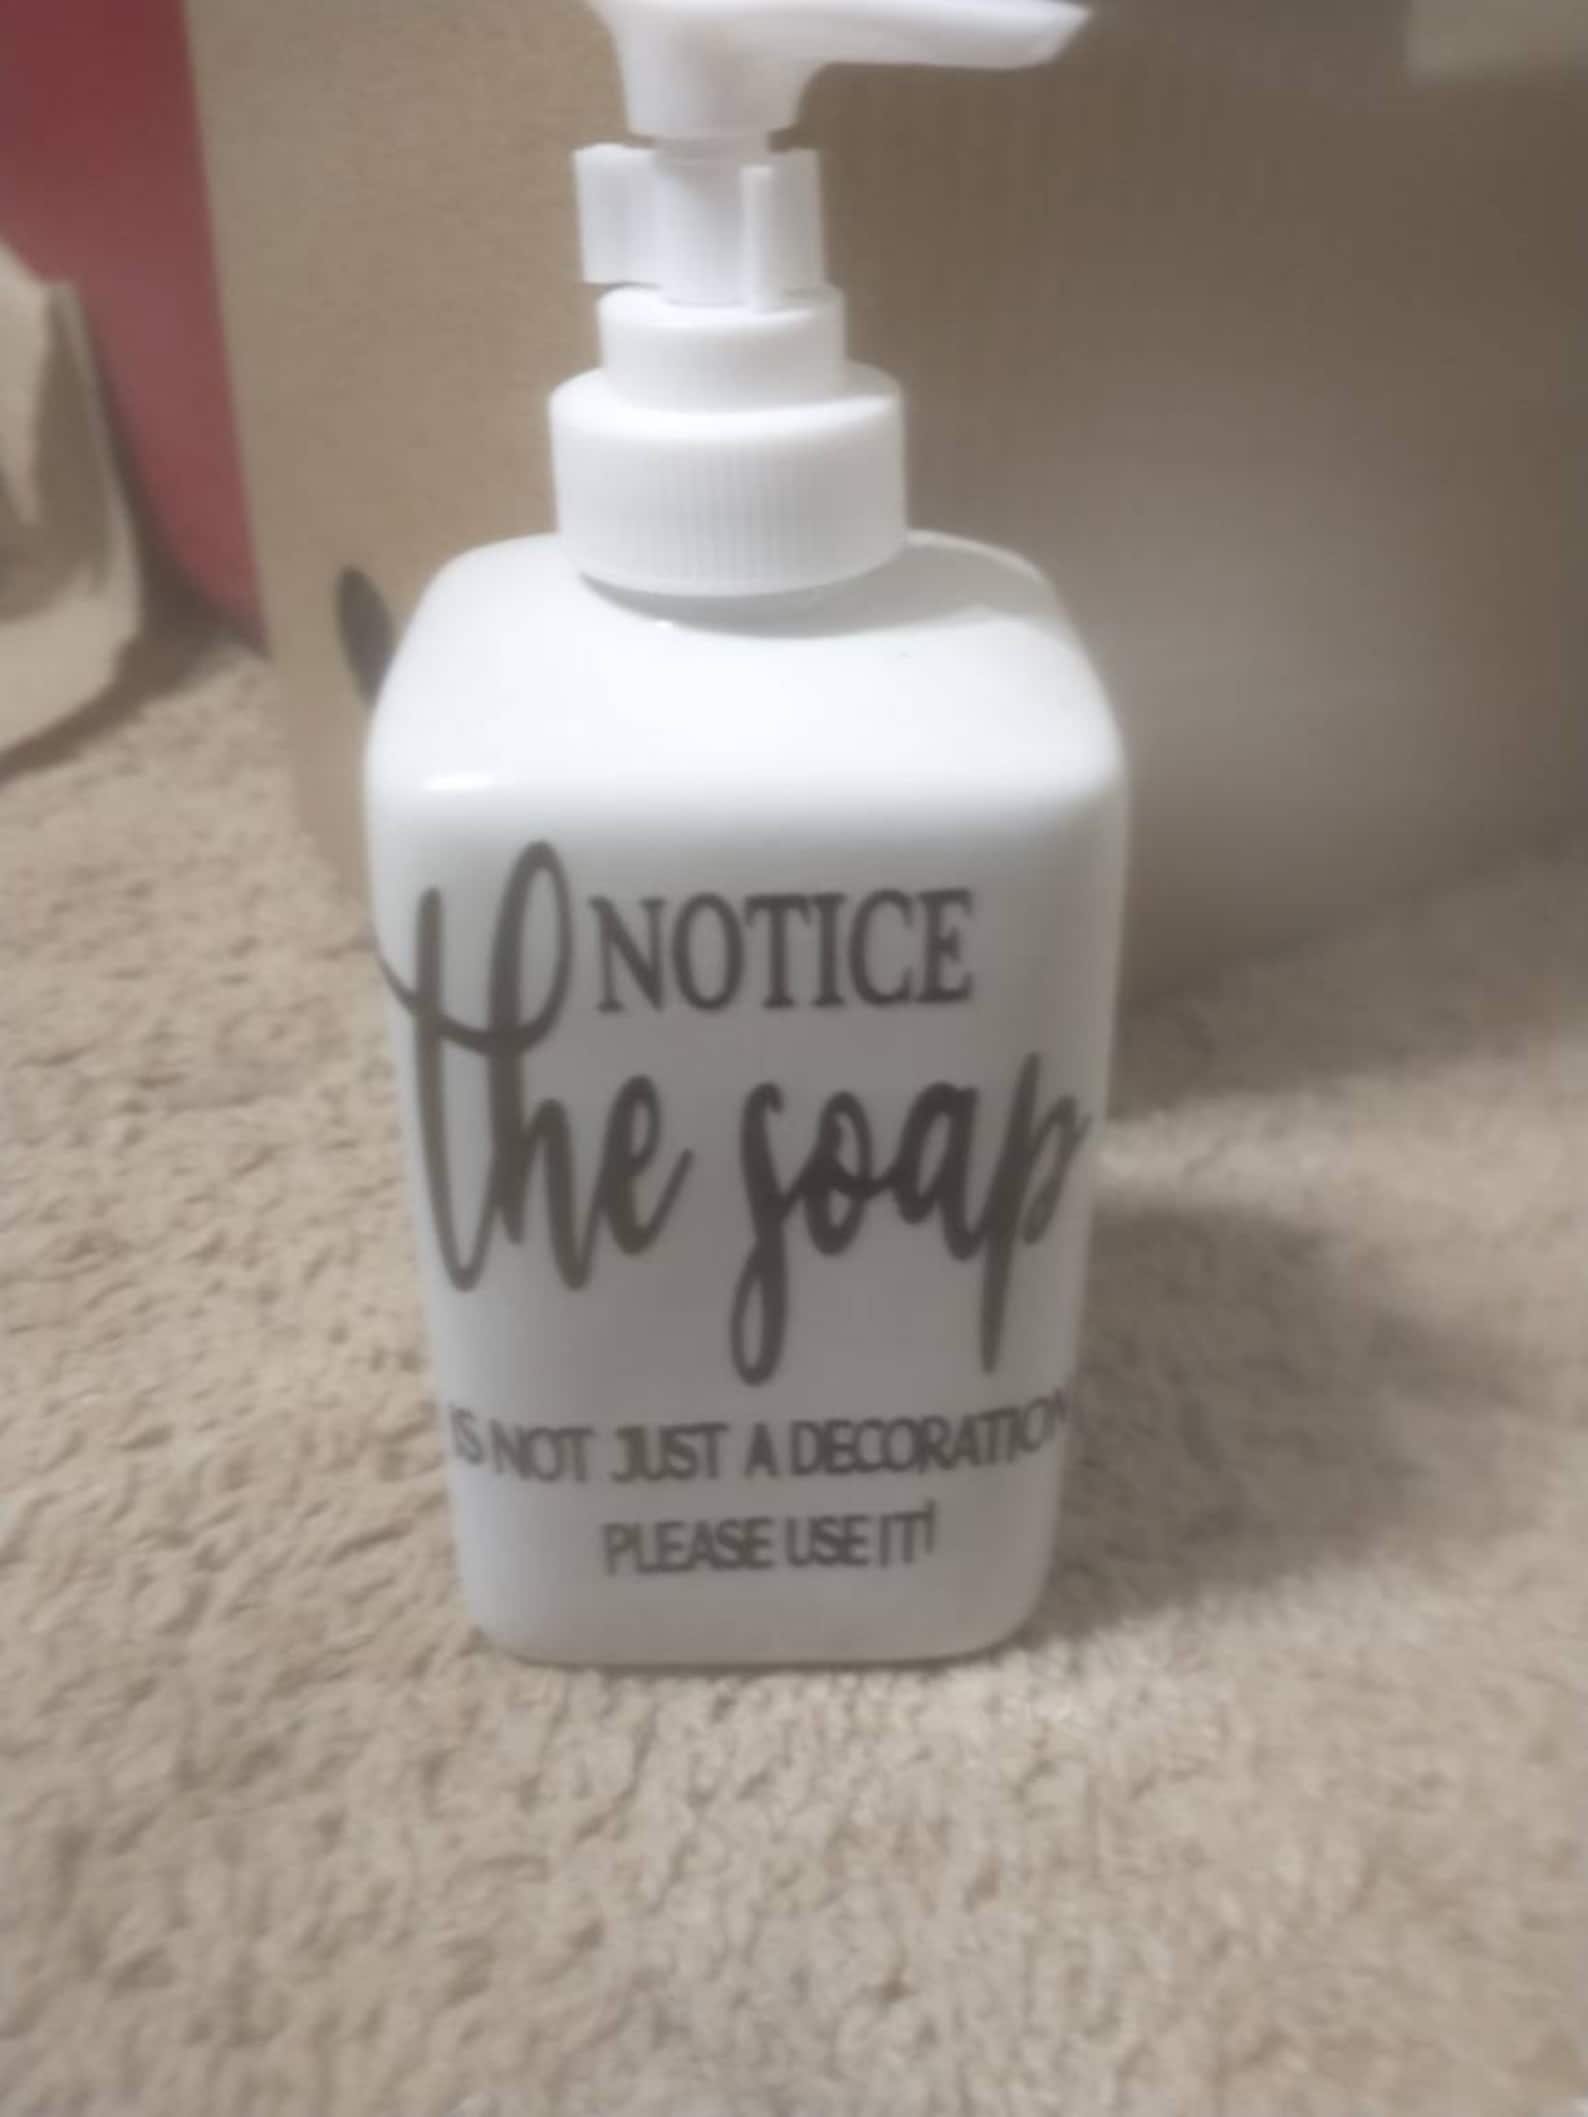 NOTICE
the soap
IS NOT JUST A DECORATION
PLEASE USE IT!